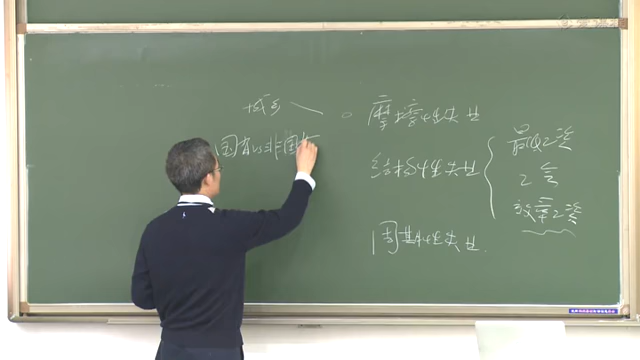 城乡
国有 vs 非国有
摩擦性失业
结构性失业
周期性失业
最低工资
工会
效率工资